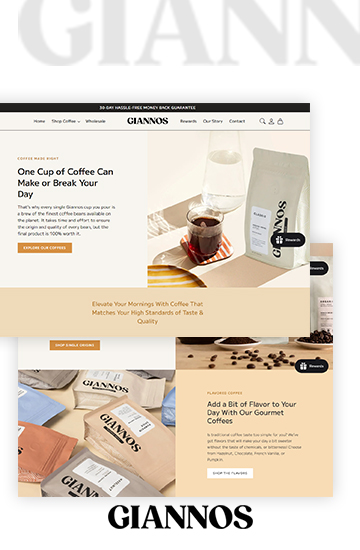 GIANNOS
30-DAY HASSLE-FREE MONEY BACK GUARANTEE
Home Shop Coffee Wholesale GIANNOS Rewards Our Story Contact
COFFEE MADE RIGHT
One Cup of Coffee Can
Make or Break Your
Day
That's why every single Giannos cup you pour is
a brew of the finest coffee beans available on
the planet. It takes time and effort to ensure
the origin and quality of every bean, but the
final product is 100% worth it.
EXPLORE OUR COFFEES
GIANNOS
Rewards
Elevate Your Mornings With Coffee That
Matches Your High Standards of Taste &
Quality
Rewards
SHOP SINGLE ORIGINS
Rewards
GIANNOS
GIANNOS
FLAVORED COFFEE
Add a Bit of Flavor to Your
Day With Our Gourmet
Coffees
Is traditional coffee taste too simple for you? We've
got flavors that will make your day a bit sweeter
without the taste of chemicals, or bitterness! Choose
from Hazelnut, Chocolate, French Vanilla, or
Pumpkin.
SHOP THE FLAVORS
GIANNOS